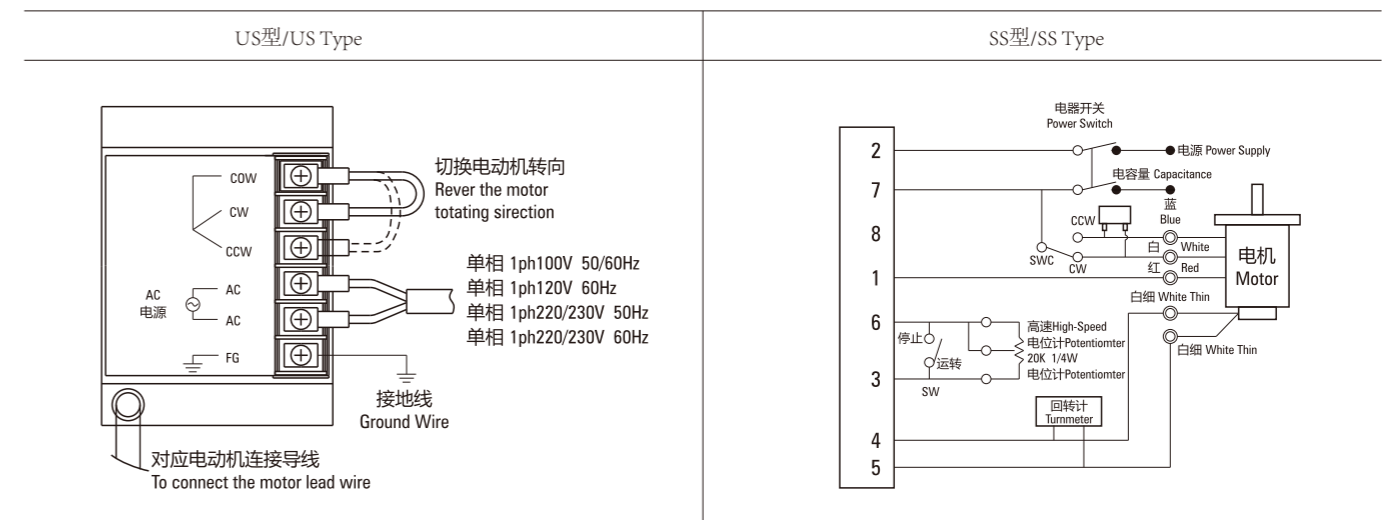 US型/US Type
SS型/SS Type
COW
CW
CCW
AC
电源
AC
AC
FG
切换电动机转向
Rever the motor
totating sirection
单相 1ph100V 50/60Hz
单相 1ph120V 60Hz
单相 1ph220/230V 50Hz
单相 1ph220/230V 60Hz
接地线
Ground Wire
对应电动机连接导线
To connect the motor lead wire
电器开关
Power Switch
2
电源 Power Supply
7
电容量 Capacitance
蓝
Blue
CCW
8
白 White
SWC
CW
红 Red
1
电机
Motor
白细 White Thin
6
停止
运转
高速High-Speed
电位计Potentiomter
20K 1/4W
电位计Potentiomter
白细 White Thin
3
SW
回转计
Turnmeter
4
5